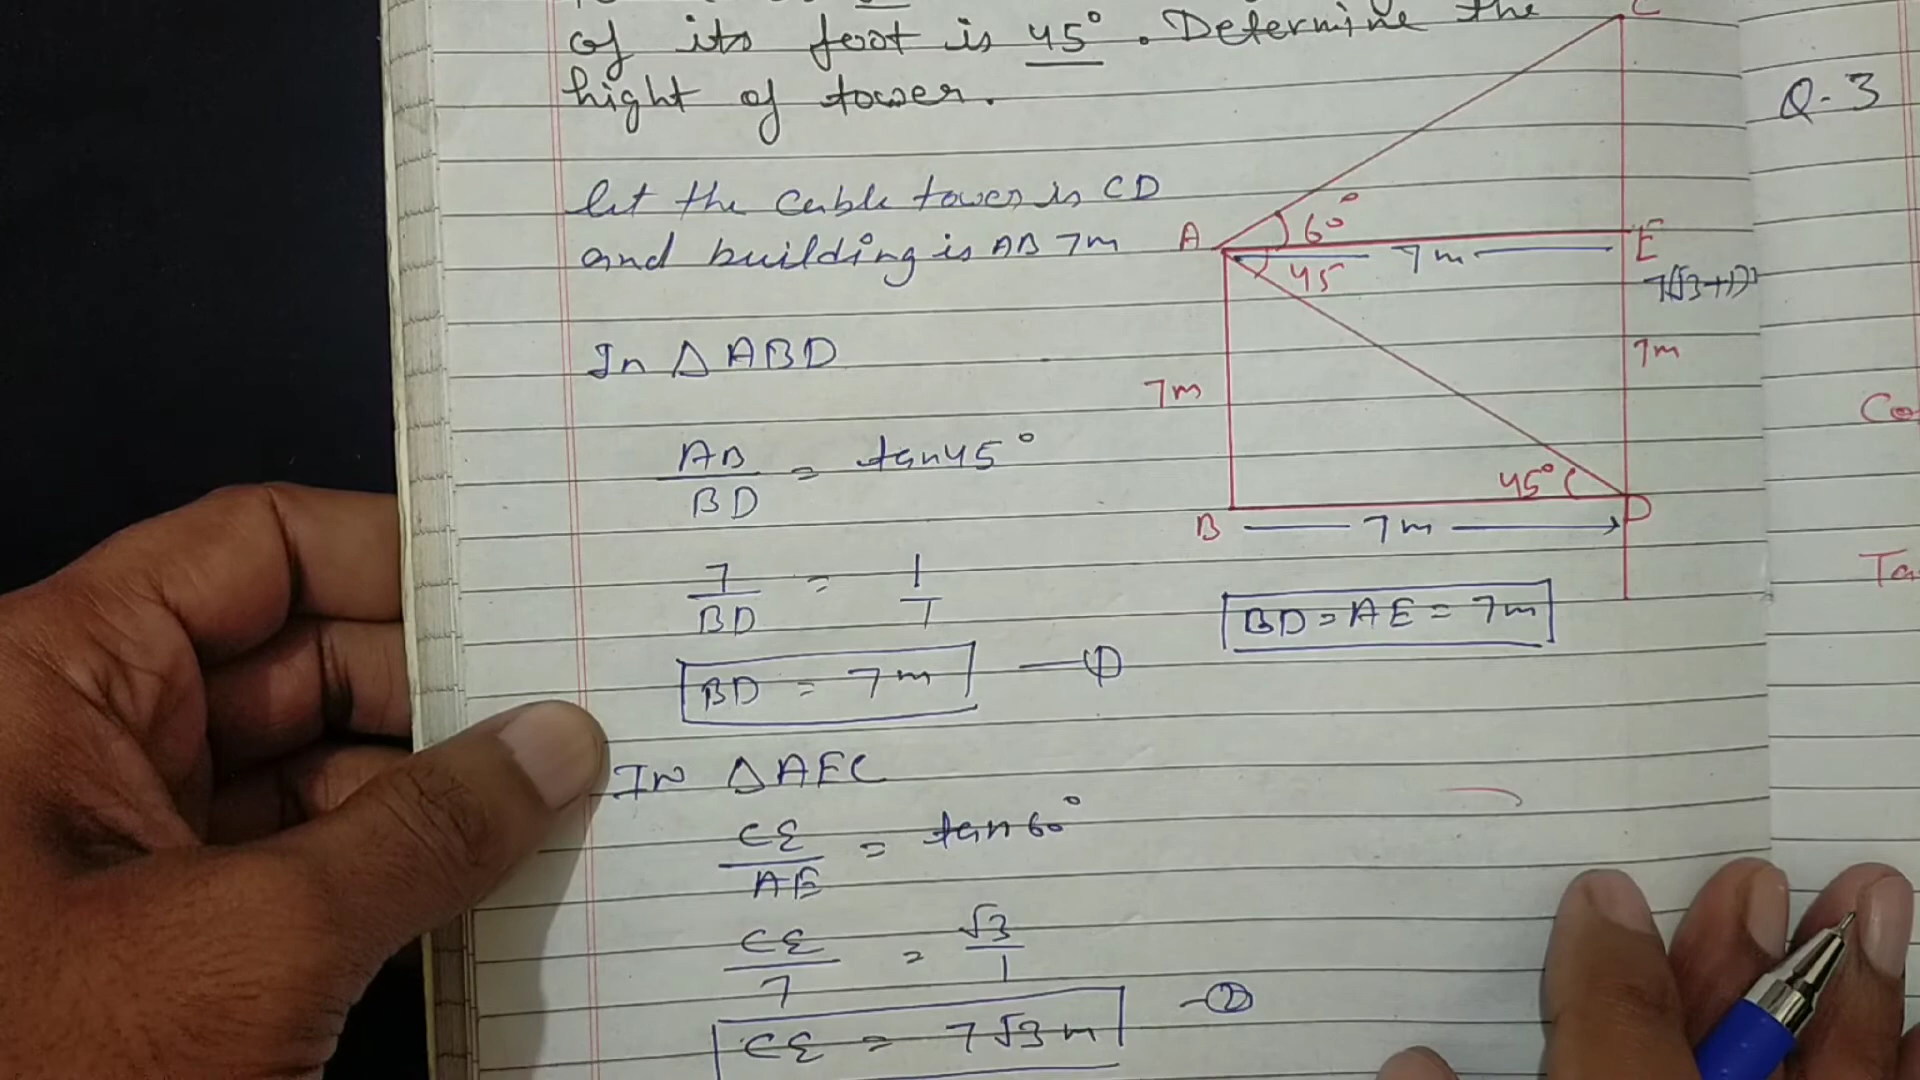 of its foot is 45°. Determine the
hight of tower.
let the cable tower is CD
and building is AB 7m
In △ABD
AB/BD = tan45°
7/BD = 1/1
BD = 7m —①
IN △AEC
CE/AE = tan60°
CE/7 = √3/1
CE = 7√3m —②
C
A 60° E
45 7m
7(√3+1)
7m 7m
45°
B 7m D
BD = AE = 7m
Q-3
Co
Ta